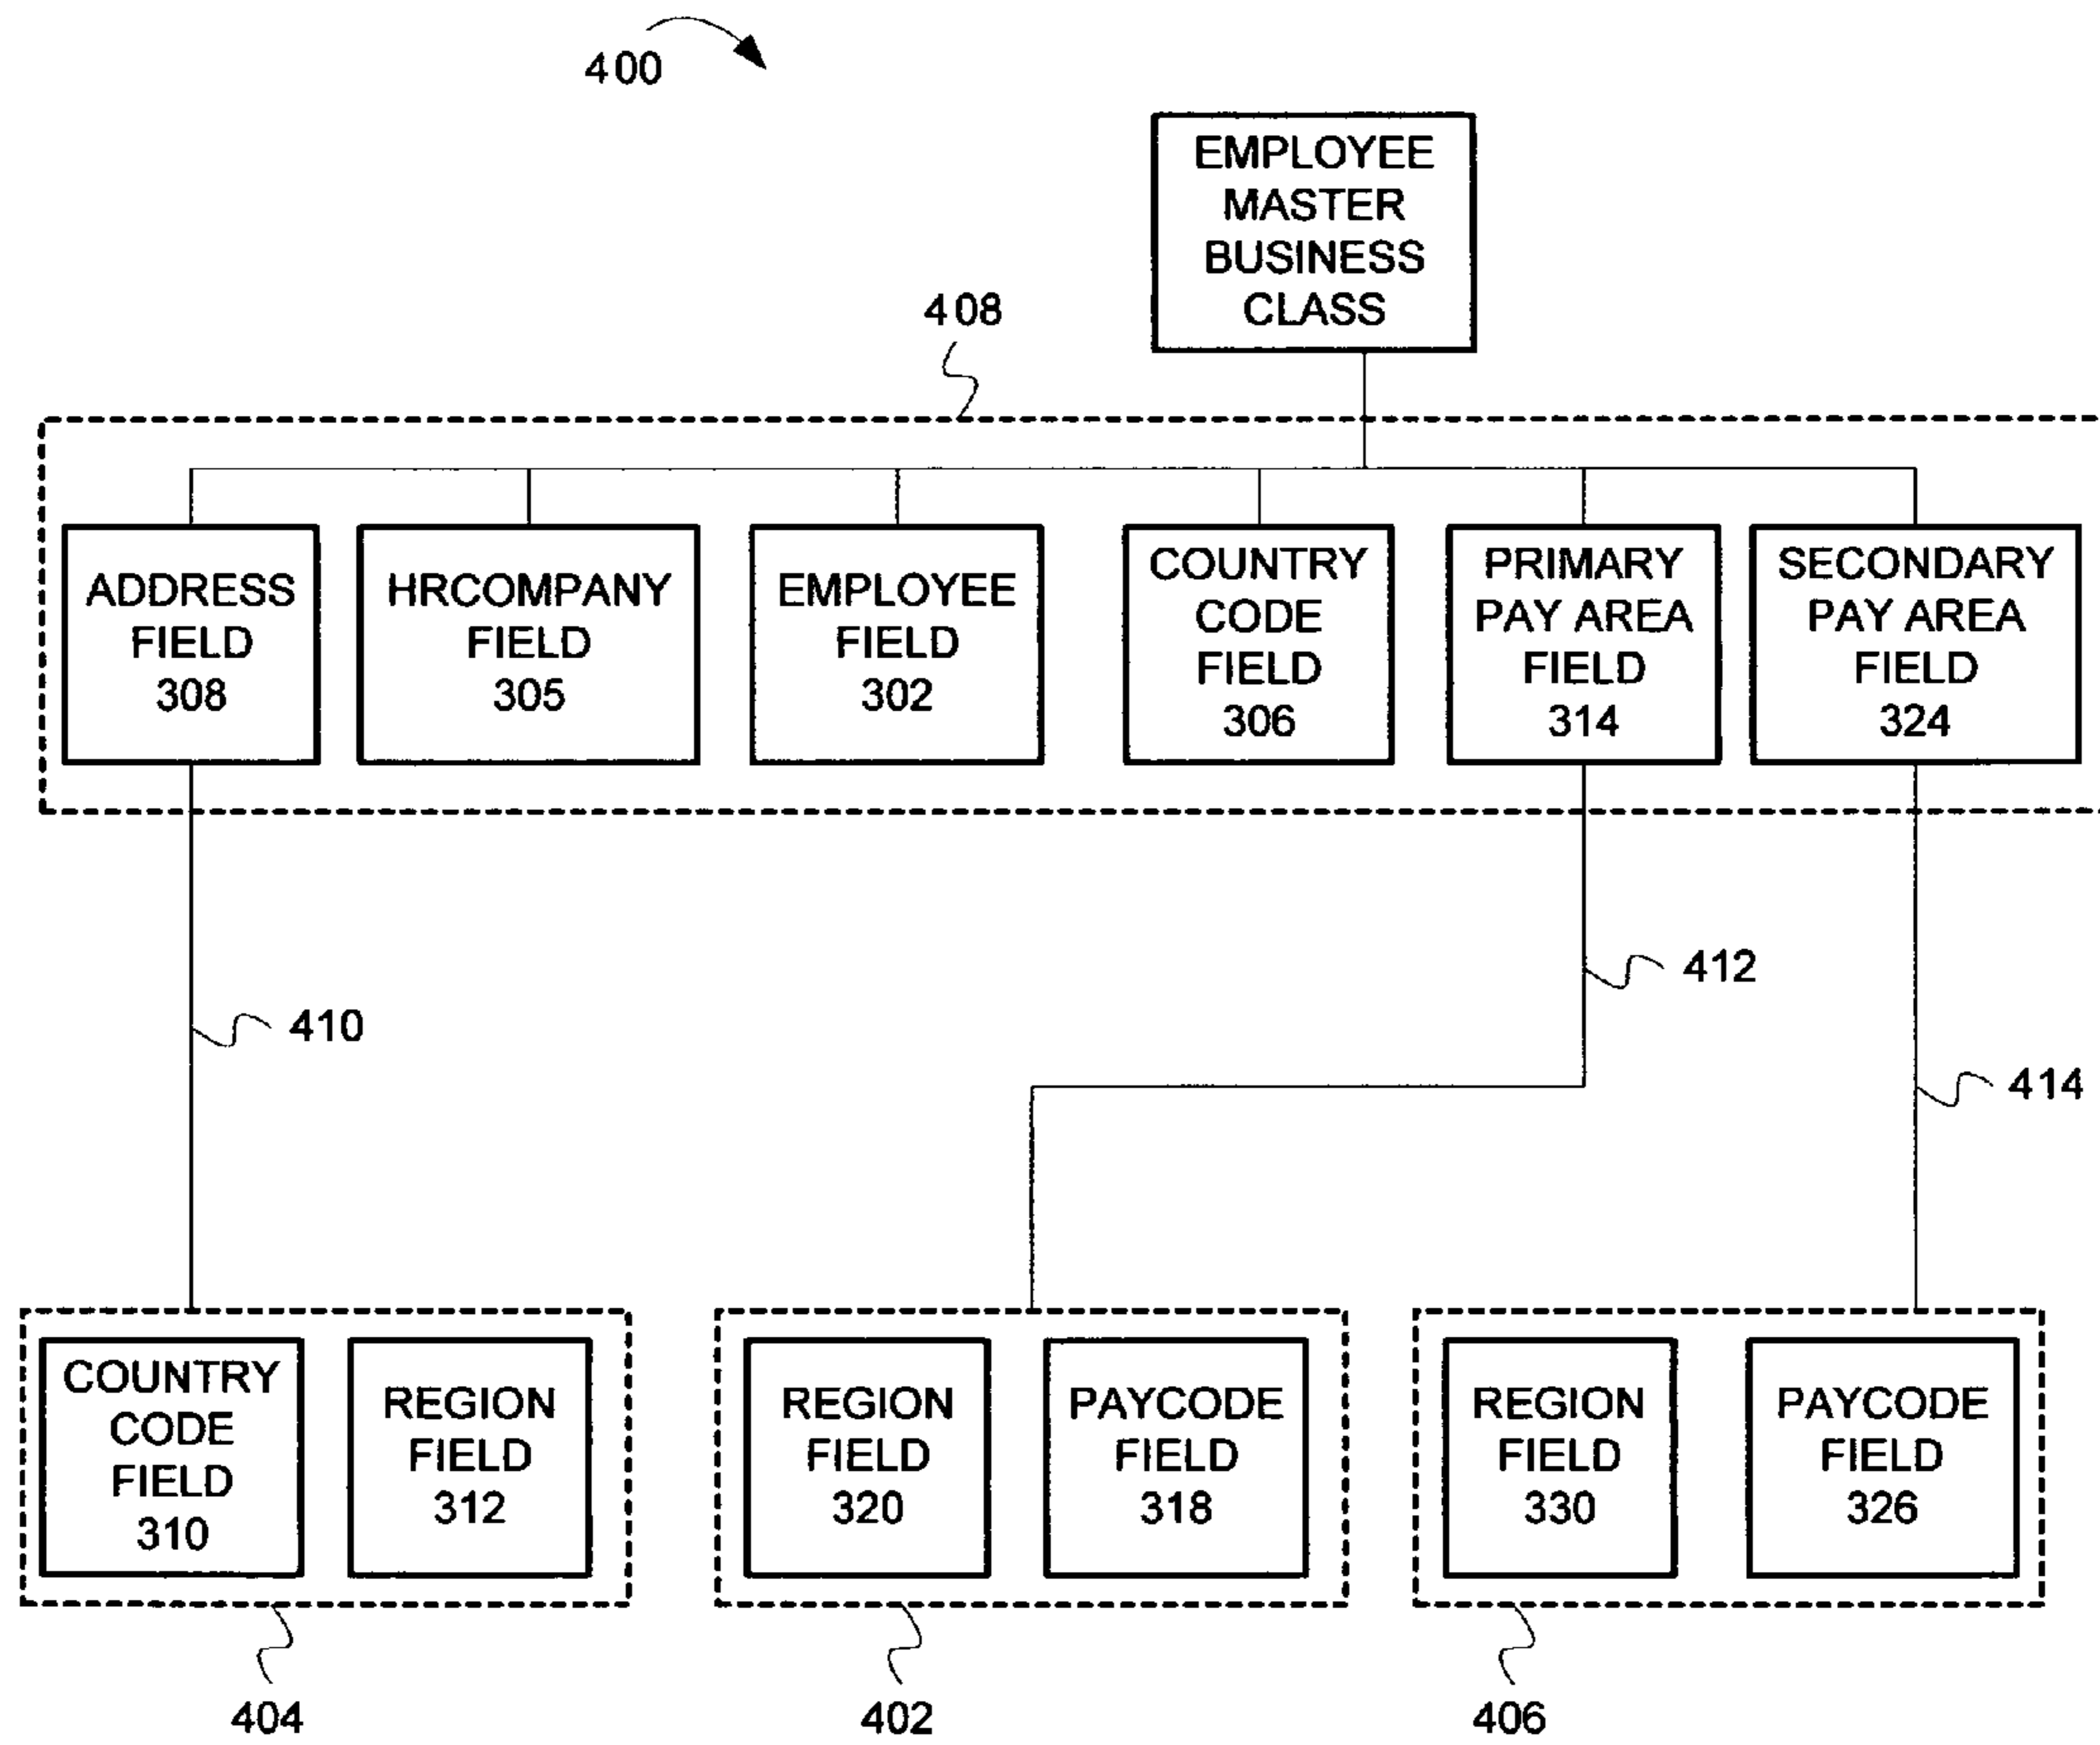 400
EMPLOYEE
MASTER
BUSINESS
CLASS
408
ADDRESS
FIELD
308
HRCOMPANY
FIELD
305
EMPLOYEE
FIELD
302
COUNTRY
CODE
FIELD
306
PRIMARY
PAY AREA
FIELD
314
SECONDARY
PAY AREA
FIELD
324
412
410
414
COUNTRY
CODE
FIELD
310
REGION
FIELD
312
REGION
FIELD
320
PAYCODE
FIELD
318
REGION
FIELD
330
PAYCODE
FIELD
326
404
402
406